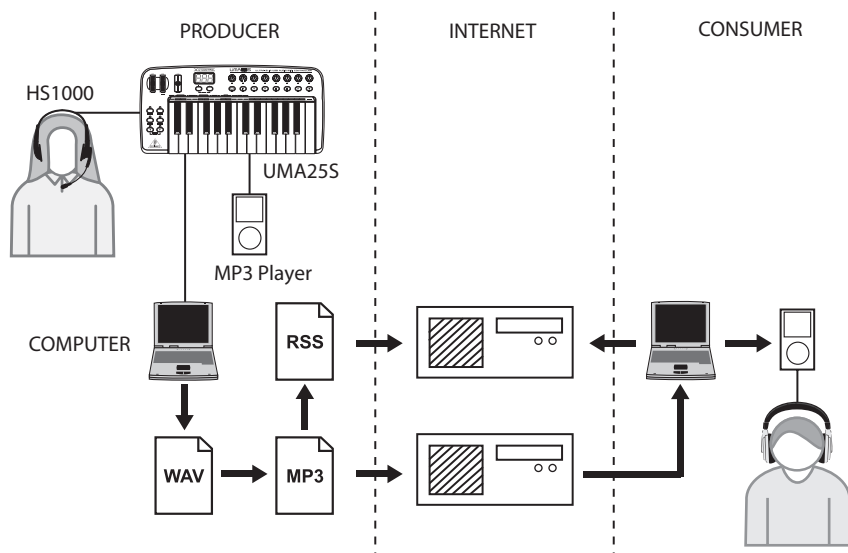 PRODUCER
INTERNET
CONSUMER
HS1000
UMA25S
MP3 Player
COMPUTER
RSS
WAV
MP3